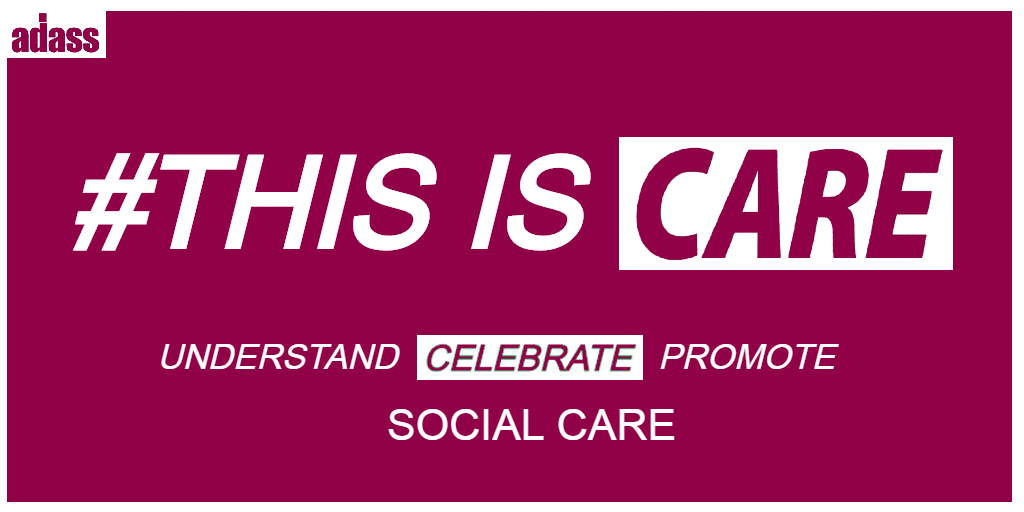 adass
#THIS IS CARE
UNDERSTAND CELEBRATE PROMOTE
SOCIAL CARE